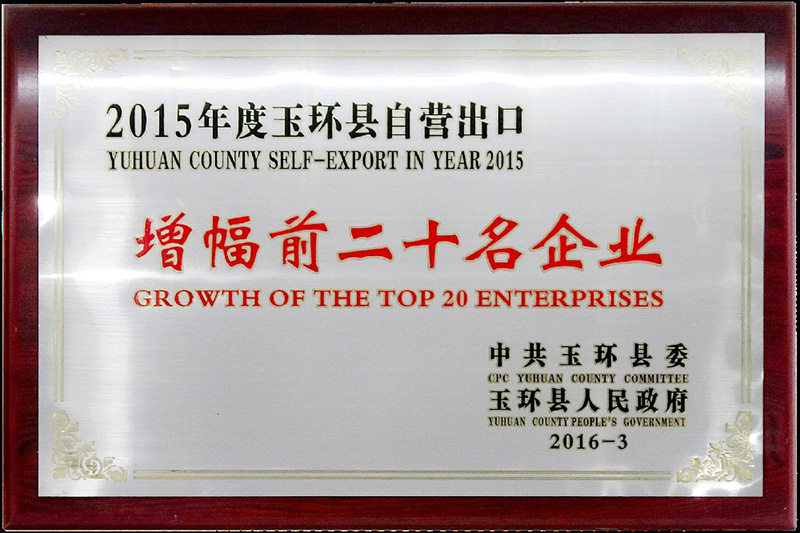 2015年度玉环县自营出口
YUHUAN COUNTY SELF-EXPORT IN YEAR 2015
增幅前二十名企业
GROWTH OF THE TOP 20 ENTERPRISES
中共玉环县委
CPC YUHUAN COUNTY COMMITTEE
玉环县人民政府
YUHUAN COUNTY PEOPLE'S GOVERNMENT
2016-3